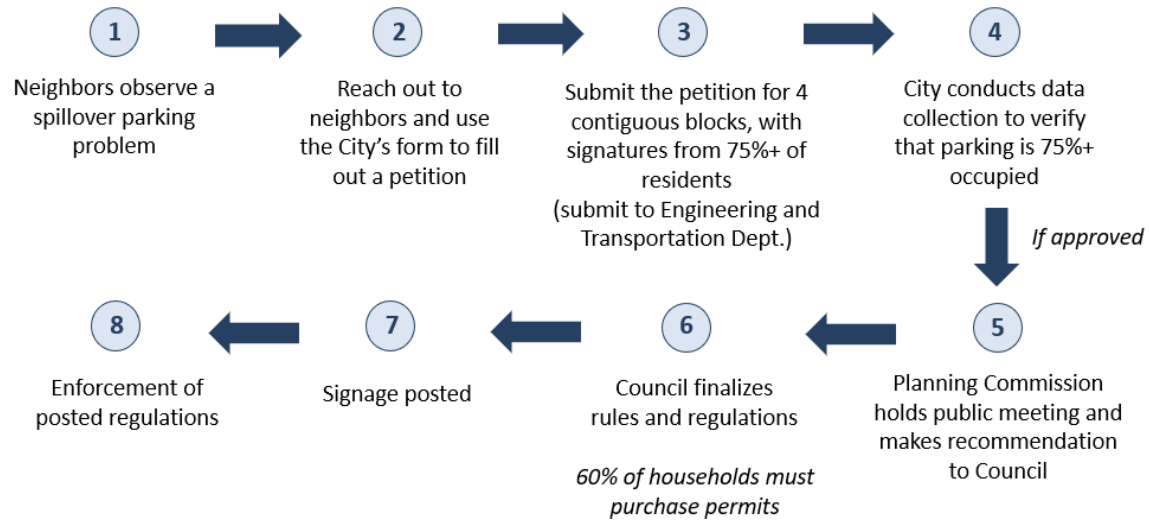 1
Neighbors observe a
spillover parking
problem
2
Reach out to
neighbors and use
the City's form to fill
out a petition
3
Submit the petition for 4
contiguous blocks, with
signatures from 75%+ of
residents
(submit to Engineering and
Transportation Dept.)
4
City conducts data
collection to verify
that parking is 75%+
occupied
If approved
5
Planning Commission
holds public meeting and
makes recommendation
to Council
6
Council finalizes
rules and regulations
60% of households must
purchase permits
7
Signage posted
8
Enforcement of
posted regulations